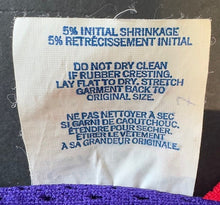 5% INITIAL SHRINKAGE
5% RETRÉCISSEMENT INITIAL
DO NOT DRY CLEAN
IF RUBBER CRESTING.
LAY FLAT TO DRY. STRETCH
GARMENT BACK TO
ORIGINAL SIZE.
NE PAS NETTOYER À SEC
SI GARNI DE CAOUTCHOUC.
ÉTENDRE POUR SÉCHER.
ÉTIRER LE VÊTEMENT
À SA GRANDEUR ORIGINALE.